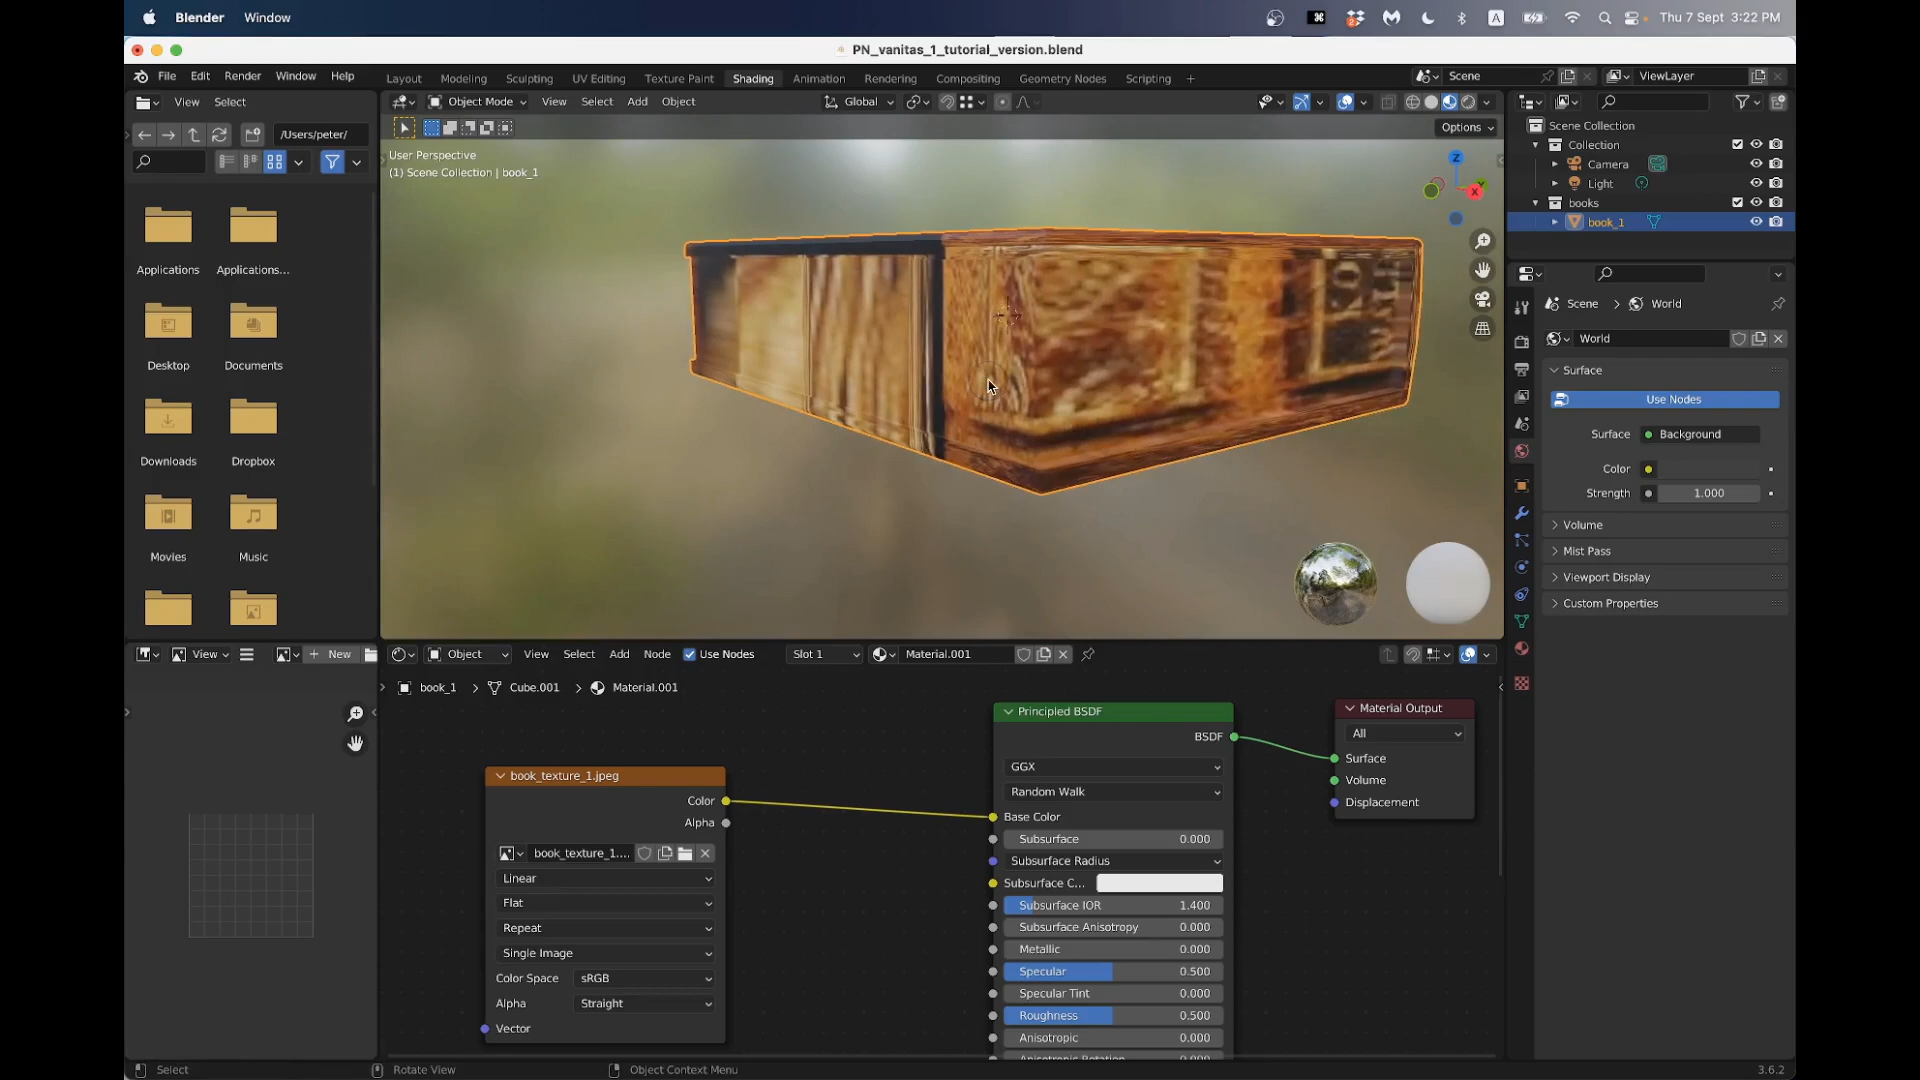 Blender Window
A Thu 7 Sept 3:22 PM
PN_vanitas_1_tutorial_version.blend
File Edit Render Window Help
Layout Modeling Sculpting UV Editing Texture Paint Shading Animation Rendering Compositing Geometry Nodes Scripting +
Scene ViewLayer
View Select
Object Mode View Select Add Object Global
/Users/peter/
Options
User Perspective
(1) Scene Collection | book_1
Z
X
Scene Collection
Collection
Camera
Light
books
book_1
Applications Applications...
Desktop Documents
Downloads Dropbox
Movies Music
Scene > World
World
Surface
Use Nodes
Surface Background
Color
Strength 1.000
Volume
Mist Pass
Viewport Display
Custom Properties
View + New
Object View Select Add Node Use Nodes Slot 1 Material.001
book_1 > Cube.001 > Material.001
book_texture_1.jpeg
Color
Alpha
book_texture_1....
Linear
Flat
Repeat
Single Image
Color Space sRGB
Alpha Straight
Vector
Principled BSDF
BSDF
GGX
Random Walk
Base Color
Subsurface 0.000
Subsurface Radius
Subsurface C...
Subsurface IOR 1.400
Subsurface Anisotropy 0.000
Metallic 0.000
Specular 0.500
Specular Tint 0.000
Roughness 0.500
Anisotropic 0.000
Anisotropic Rotation 0.000
Material Output
All
Surface
Volume
Displacement
Select Rotate View Object Context Menu 3.6.2